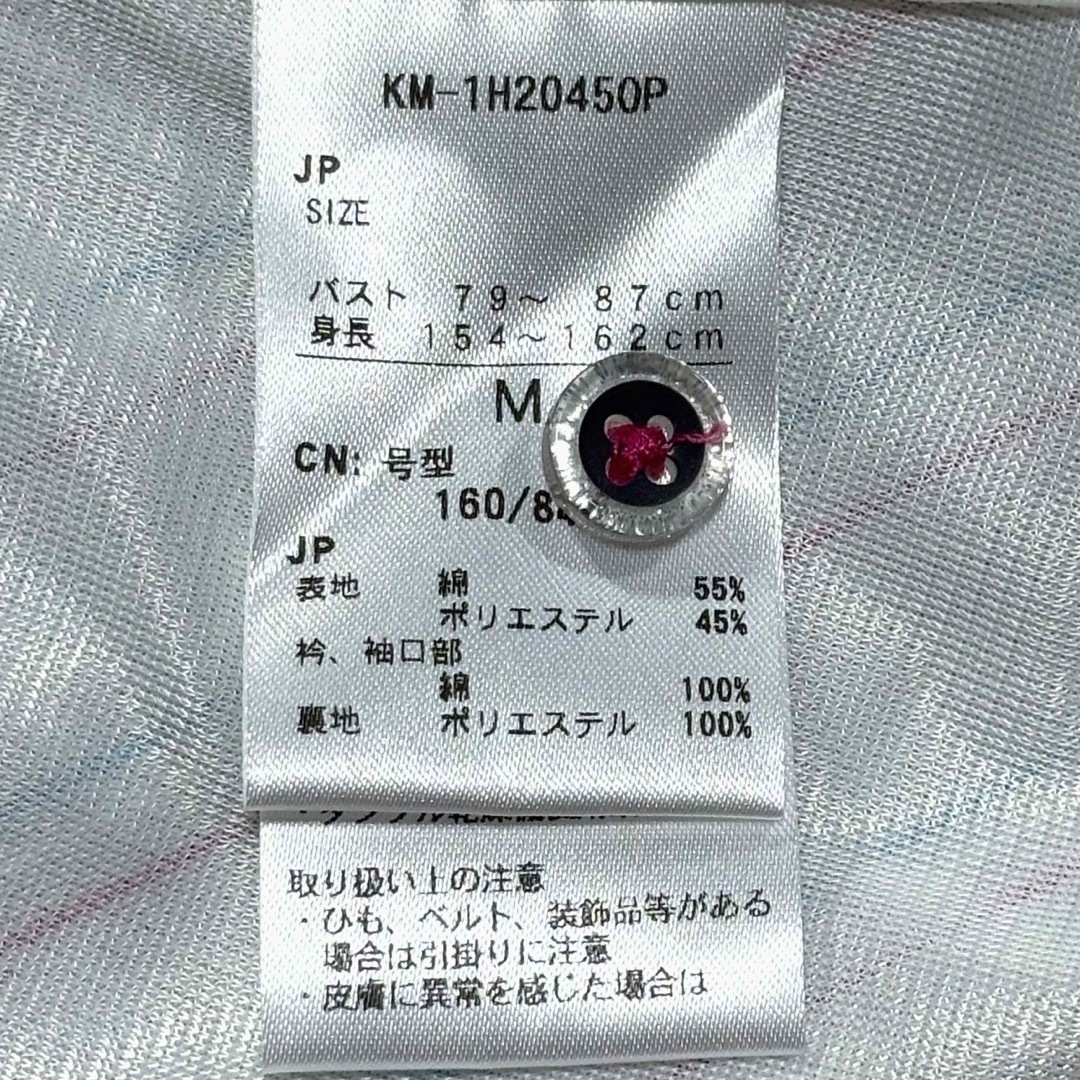 KM-1H20450P
JP
SIZE
バスト 79～ 87cm
身長 154～162cm
M
CN: 号型
JP
表地 綿 55%
ポリエステル 45%
衿、袖口部
綿 100%
裏地 ポリエステル 100%
取り扱い上の注意
・ひも、ベルト、装飾品等がある
場合は引掛りに注意
・皮膚に異常を感じた場合は